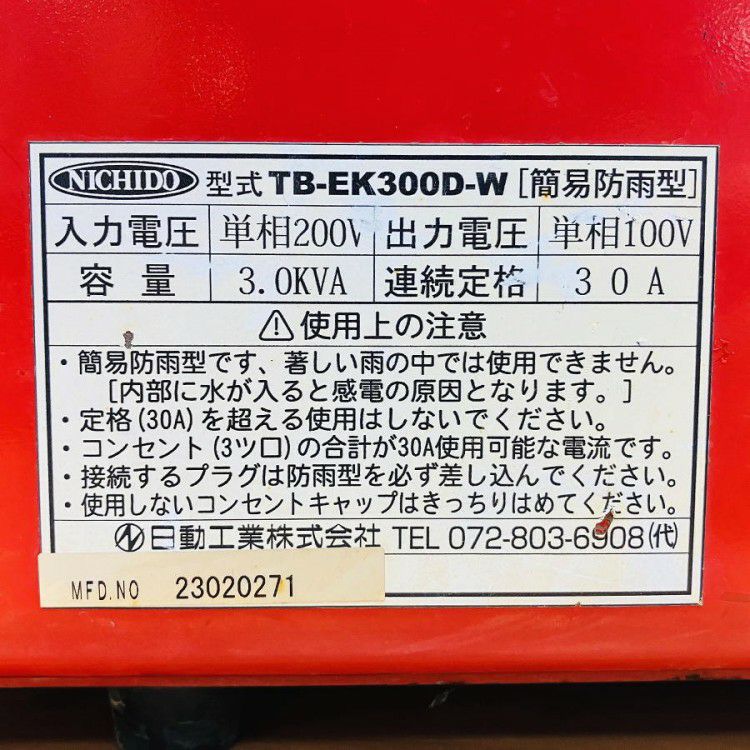 NICHIDO 型式 TB-EK300D-W [簡易防雨型]
入力電圧 単相200V 出力電圧 単相100V
容量 3.0KVA 連続定格 30A
⚠使用上の注意
・簡易防雨型です、著しい雨の中では使用できません。
[内部に水が入ると感電の原因となります。]
・定格(30A)を超える使用はしないでください。
・コンセント(3ツ口)の合計が30A使用可能な電流です。
・接続するプラグは防雨型を必ず差し込んでください。
・使用しないコンセントキャップはきっちりはめてください。
日動工業株式会社 TEL 072-803-6908(代)
MFD.NO 23020271